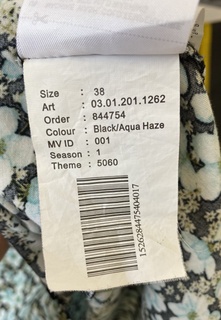 Size : 38
Art : 03.01.201.1262
Order : 844754
Colour : Black/Aqua Haze
MV ID : 001
Season : 1
Theme : 5060
1526284475404017